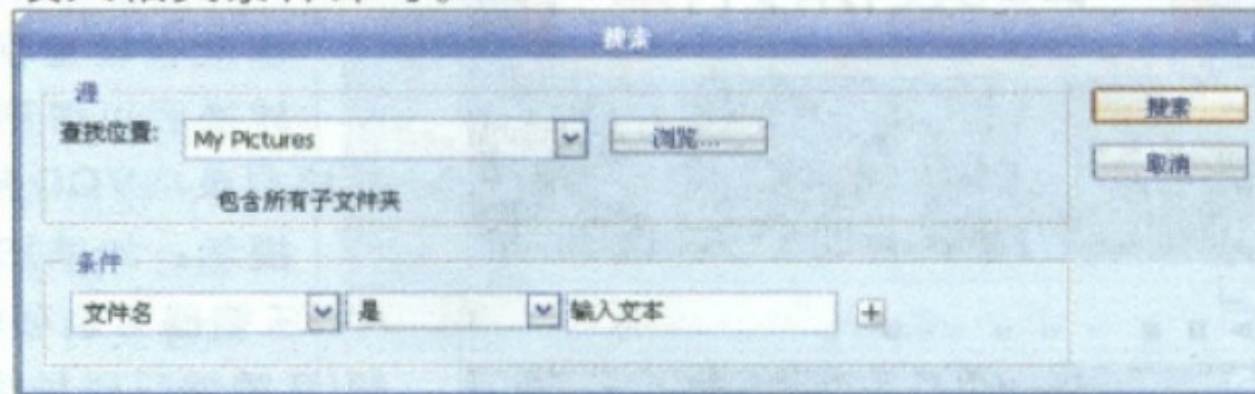 搜索
源
查找位置: My Pictures 浏览... 搜索
取消
包含所有子文件夹
条件
文件名 是 输入文本 +